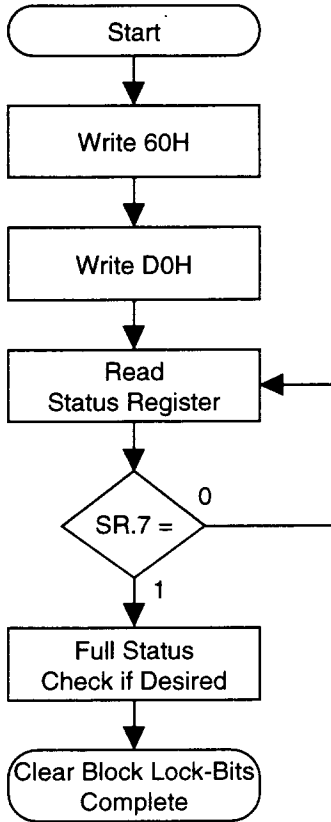 Start
Write 60H
Write D0H
Read
Status Register
0
SR.7 =
1
Full Status
Check if Desired
Clear Block Lock-Bits
Complete